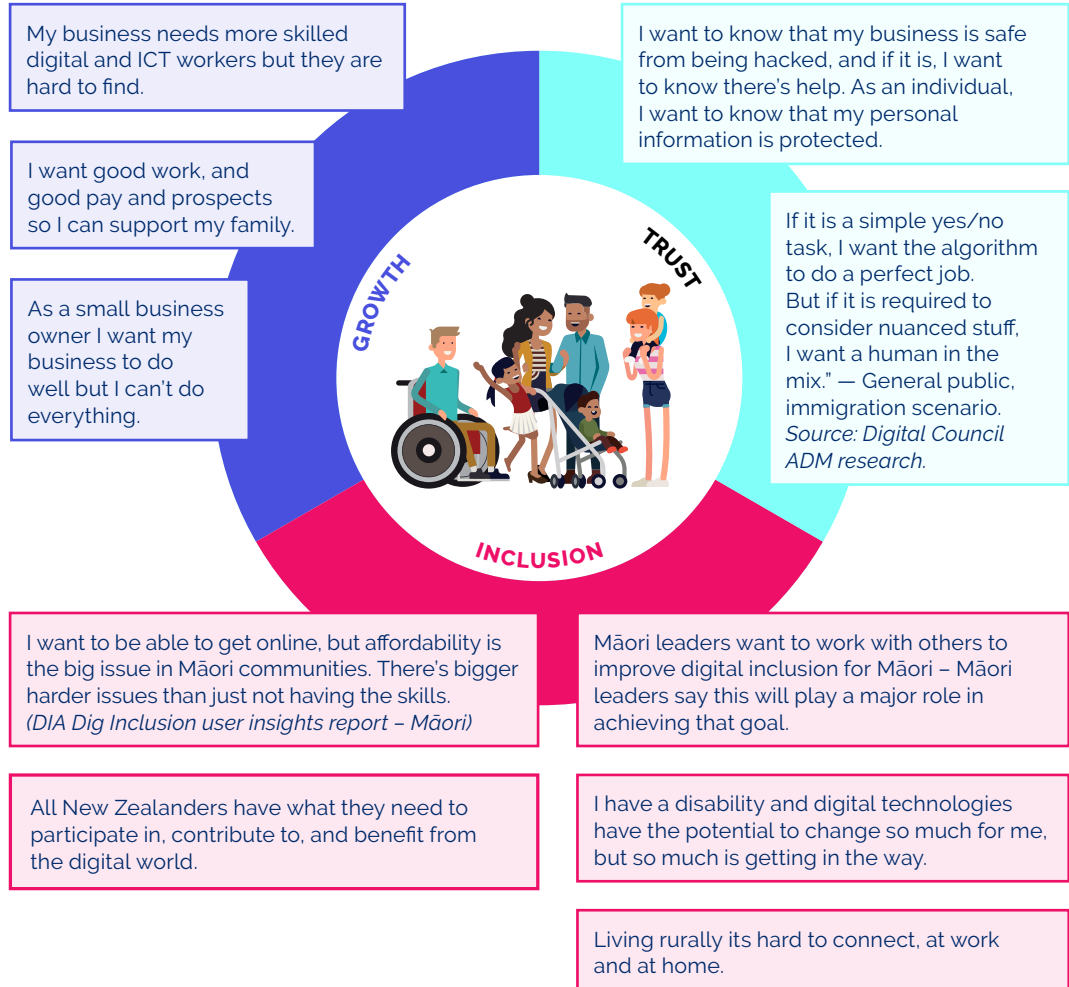 My business needs more skilled
digital and ICT workers but they are
hard to find.
I want good work, and
good pay and prospects
so I can support my family.
As a small business
owner I want my
business to do
well but I can’t do
everything.
GROWTH
I want to know that my business is safe
from being hacked, and if it is, I want
to know there’s help. As an individual,
I want to know that my personal
information is protected.
If it is a simple yes/no
task, I want the algorithm
to do a perfect job.
But if it is required to
consider nuanced stuff,
I want a human in the
mix.” — General public,
immigration scenario.
Source: Digital Council
ADM research.
TRUST
INCLUSION
I want to be able to get online, but affordability is
the big issue in Māori communities. There’s bigger
harder issues than just not having the skills.
(DIA Dig Inclusion user insights report – Māori)
All New Zealanders have what they need to
participate in, contribute to, and benefit from
the digital world.
Māori leaders want to work with others to
improve digital inclusion for Māori – Māori
leaders say this will play a major role in
achieving that goal.
I have a disability and digital technologies
have the potential to change so much for me,
but so much is getting in the way.
Living rurally its hard to connect, at work
and at home.